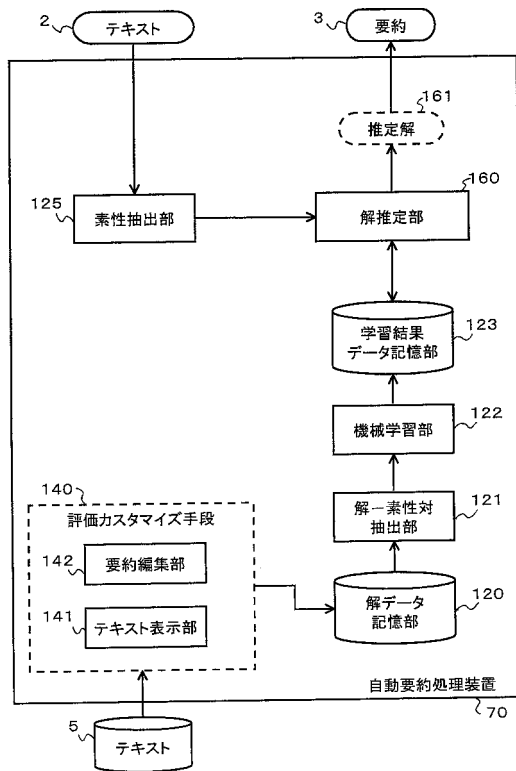 2
テキスト
3
要約
161
推定解
160
125
素性抽出部
解推定部
123
学習結果
データ記憶部
122
機械学習部
140
評価カスタマイズ手段
121
解－素性対
抽出部
142
要約編集部
141
テキスト表示部
120
解データ
記憶部
自動要約処理装置
70
5
テキスト